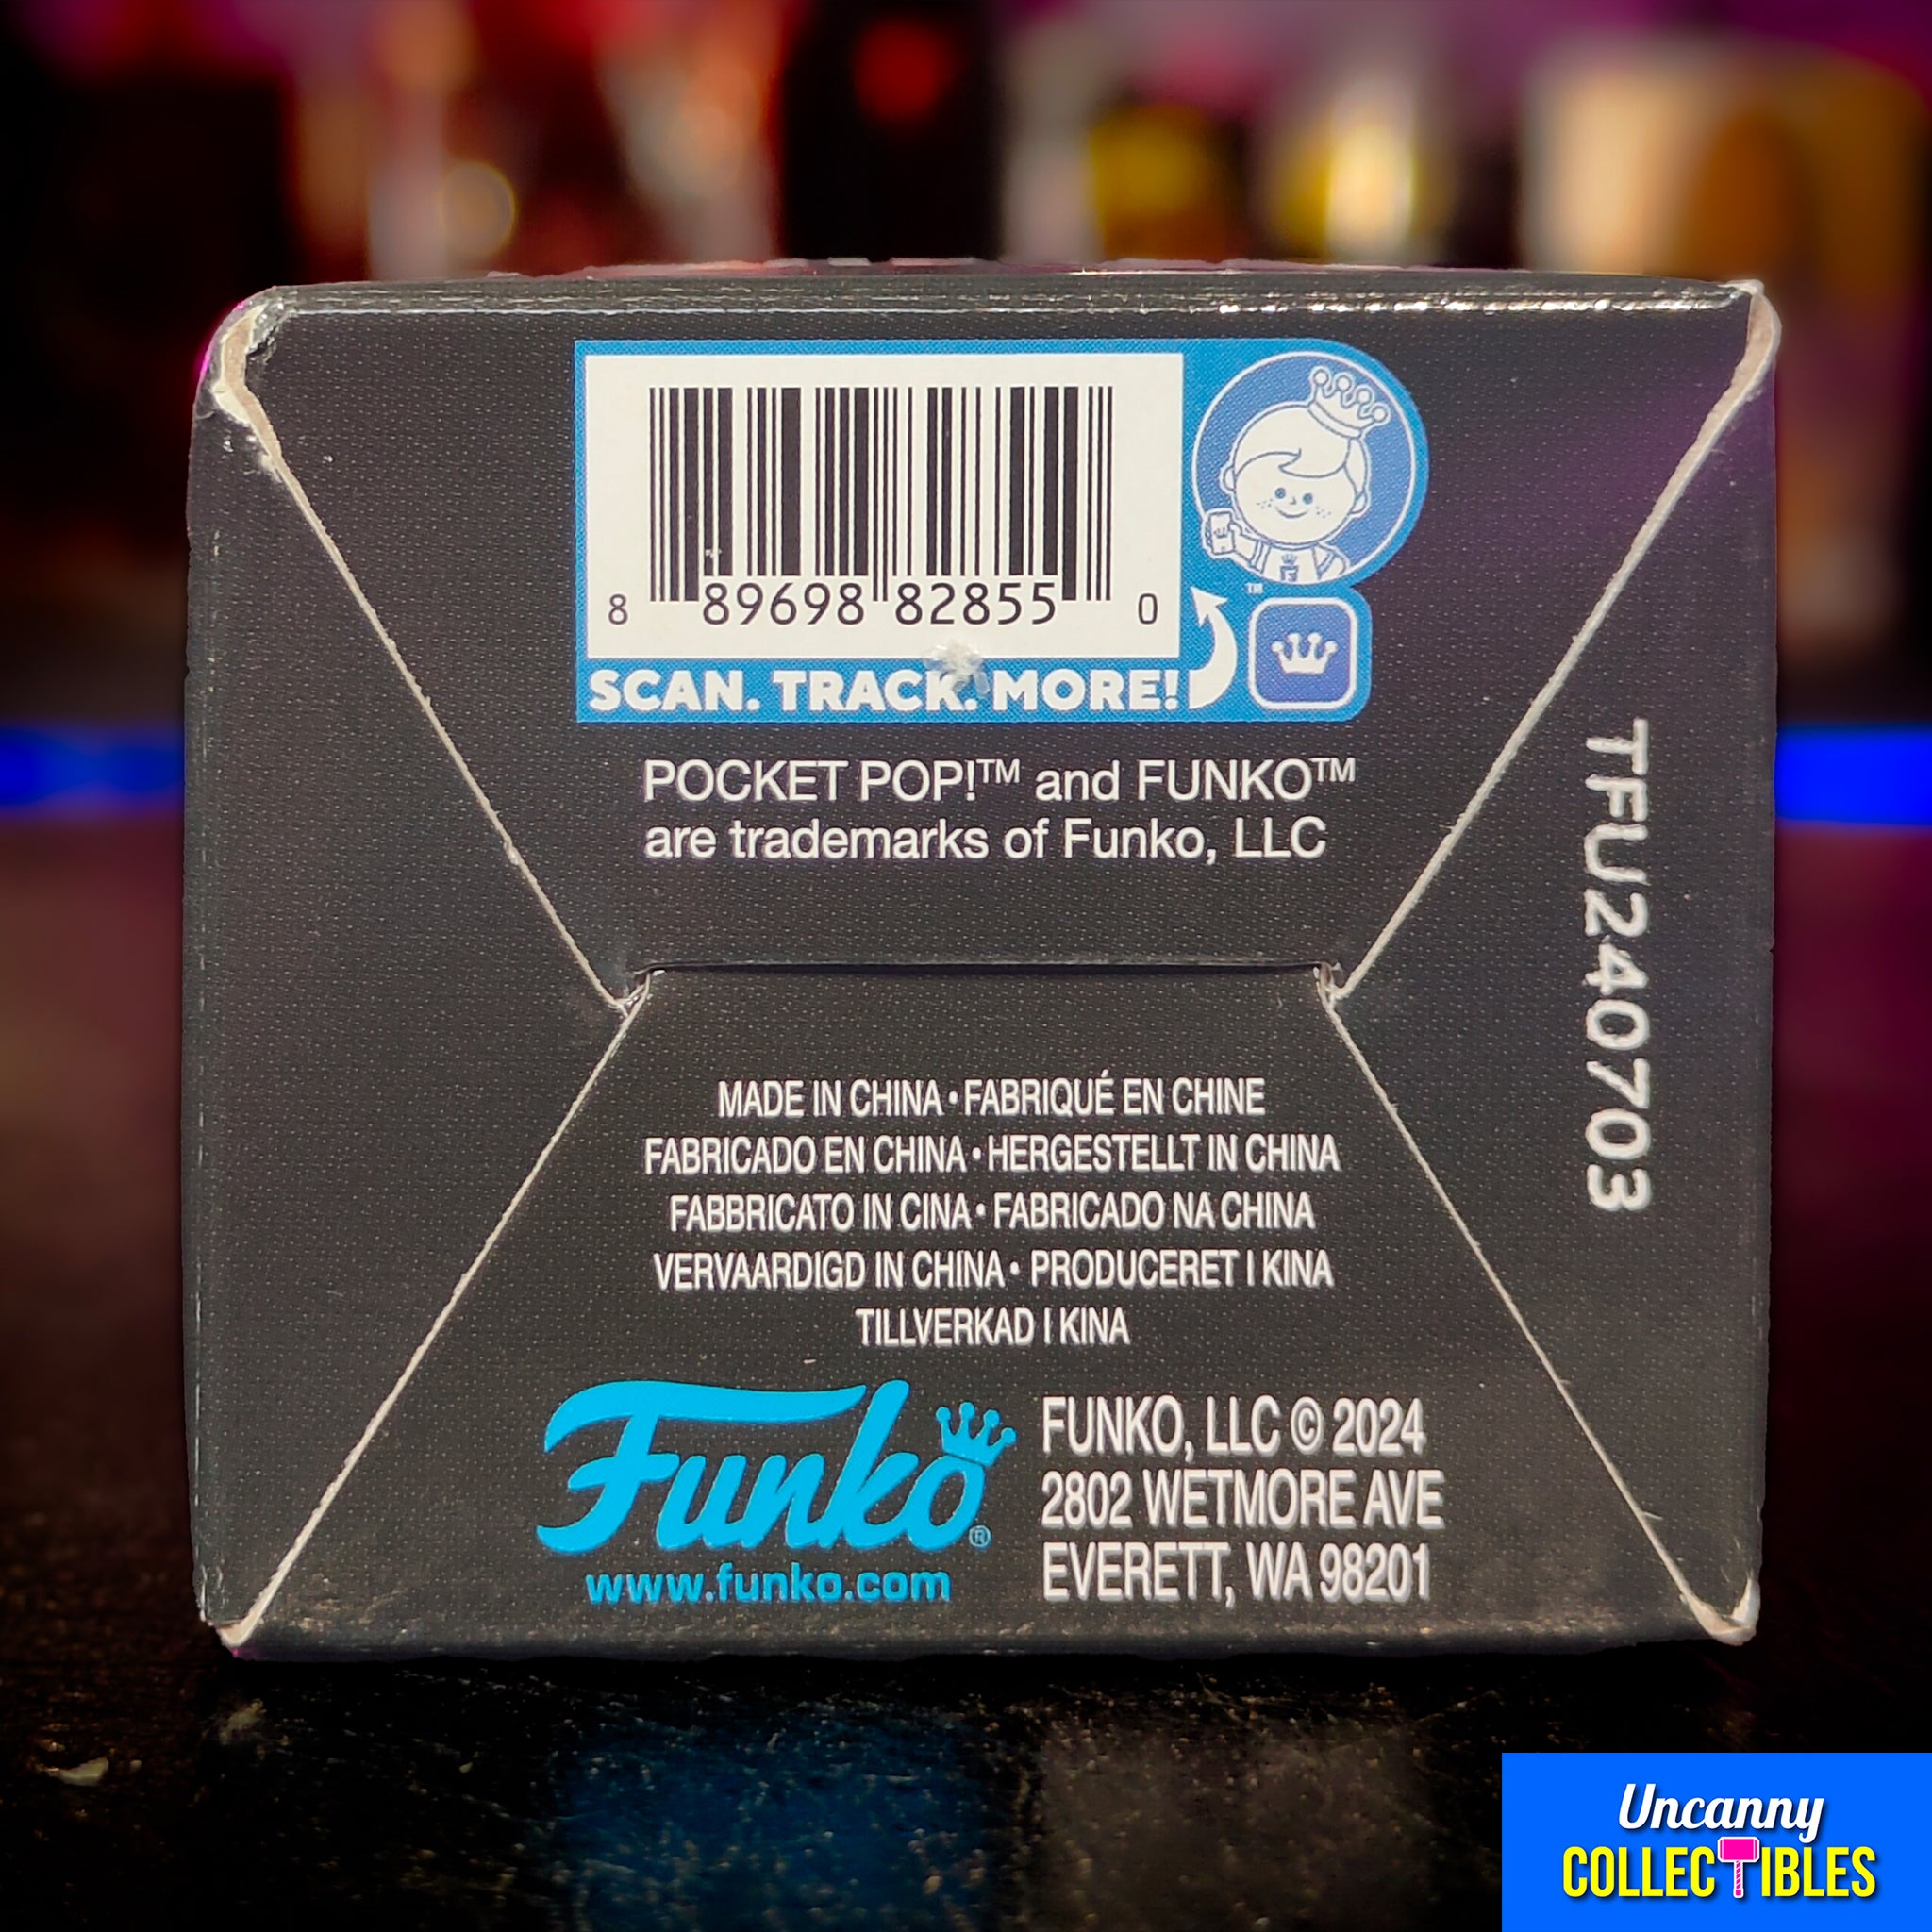 8 89698 82855 0
SCAN. TRACK. MORE!
TM
POCKET POP!™ and FUNKO™
are trademarks of Funko, LLC
TFU240703
MADE IN CHINA • FABRIQUÉ EN CHINE
FABRICADO EN CHINA • HERGESTELLT IN CHINA
FABBRICATO IN CINA • FABRICADO NA CHINA
VERVAARDIGD IN CHINA • PRODUCERET I KINA
TILLVERKAD I KINA
Funko®
www.funko.com
FUNKO, LLC © 2024
2802 WETMORE AVE
EVERETT, WA 98201
Uncanny
COLLECTIBLES